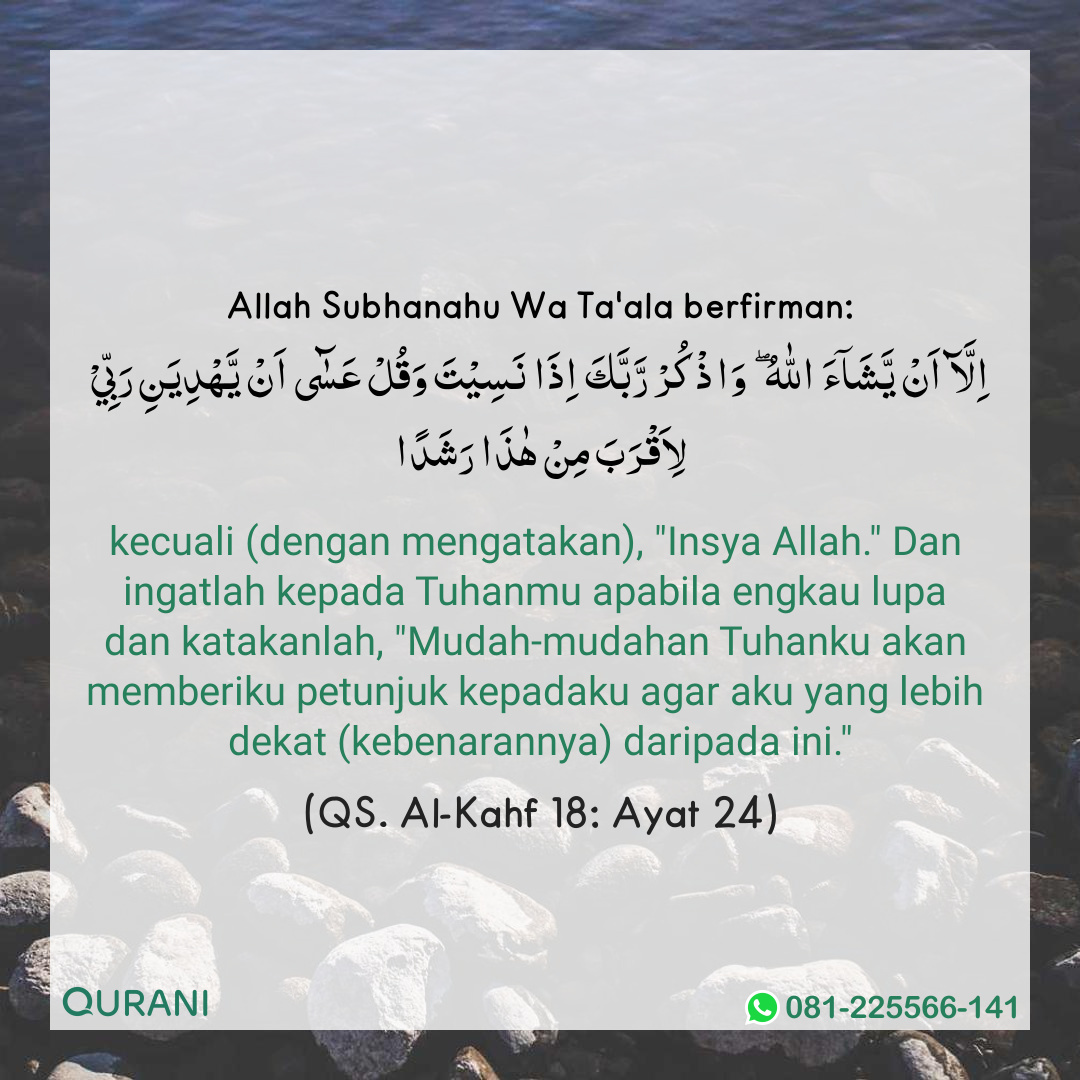 Allah Subhanahu Wa Ta'ala berfirman:
اِلَّاۤ اَنْ يَّشَآءَ اللّٰهُ ۖ وَا ذْكُرْ رَّبَّكَ اِذَا نَسِيْتَ وَقُلْ عَسٰۤى اَنْ يَّهْدِيَنِ رَبِّيْ
لِاَقْرَبَ مِنْ هٰذَا رَشَدًا
kecuali (dengan mengatakan), "Insya Allah." Dan
ingatlah kepada Tuhanmu apabila engkau lupa
dan katakanlah, "Mudah-mudahan Tuhanku akan
memberiku petunjuk kepadaku agar aku yang lebih
dekat (kebenarannya) daripada ini."
(QS. Al-Kahf 18: Ayat 24)
QURANI
081-225566-141